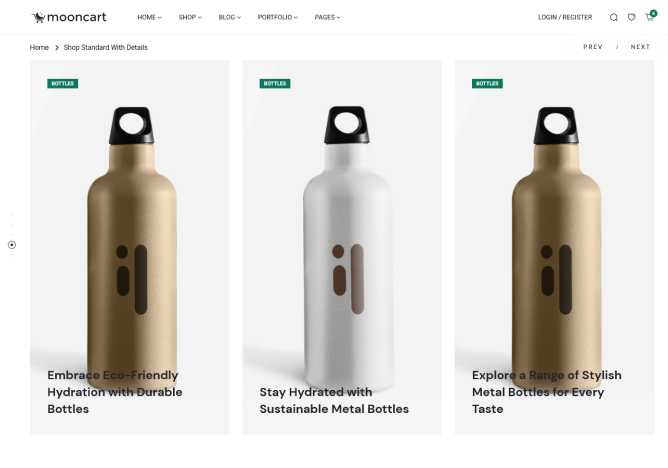 mooncart HOME SHOP BLOG PORTFOLIO PAGES LOGIN / REGISTER
Home Shop Standard With Details PREV / NEXT
BOTTLES
Embrace Eco-Friendly
Hydration with Durable
Bottles
BOTTLES
Stay Hydrated with
Sustainable Metal Bottles
BOTTLES
Explore a Range of Stylish
Metal Bottles for Every
Taste